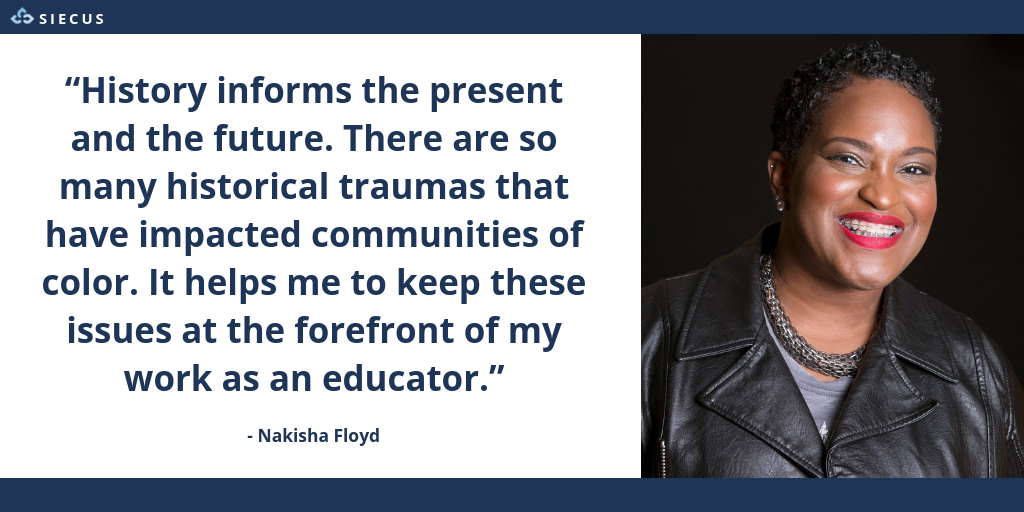 SIECUS
“History informs the present
and the future. There are so
many historical traumas that
have impacted communities of
color. It helps me to keep these
issues at the forefront of my
work as an educator.”
- Nakisha Floyd